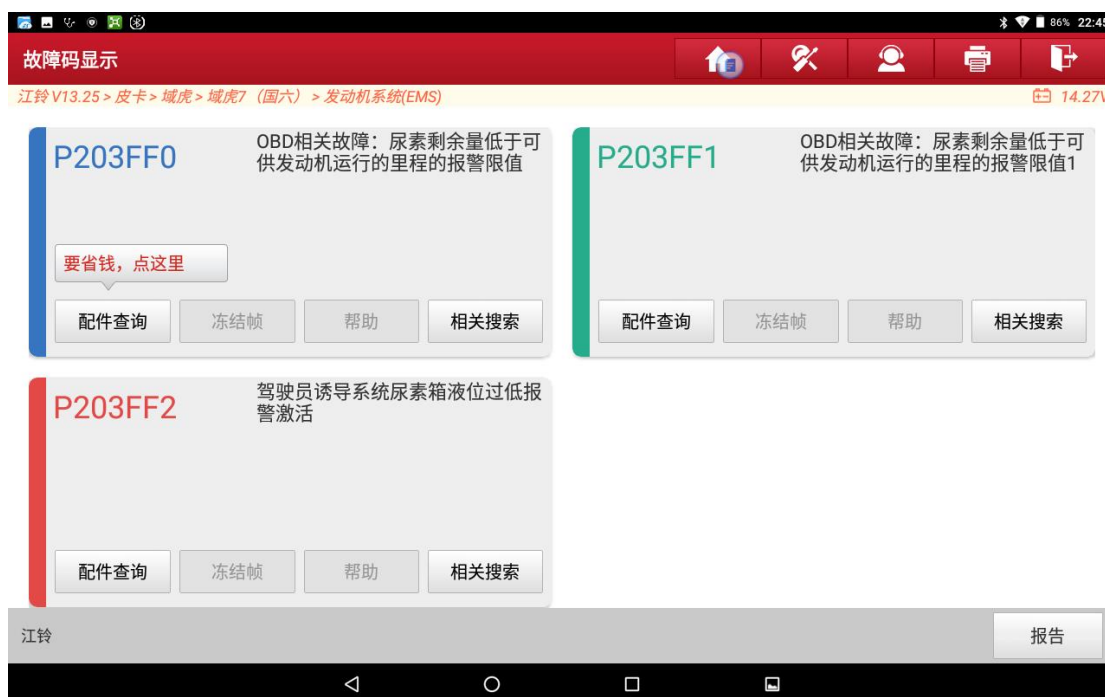 86% 22:45
故障码显示
江铃 V13.25 > 皮卡 > 域虎 > 域虎7 （国六） > 发动机系统(EMS)
14.27V
P203FF0
OBD相关故障：尿素剩余量低于可
供发动机运行的里程的报警限值
要省钱，点这里
配件查询
冻结帧
帮助
相关搜索
P203FF1
OBD相关故障：尿素剩余量低于可
供发动机运行的里程的报警限值1
配件查询
冻结帧
帮助
相关搜索
P203FF2
驾驶员诱导系统尿素箱液位过低报
警激活
配件查询
冻结帧
帮助
相关搜索
江铃
报告